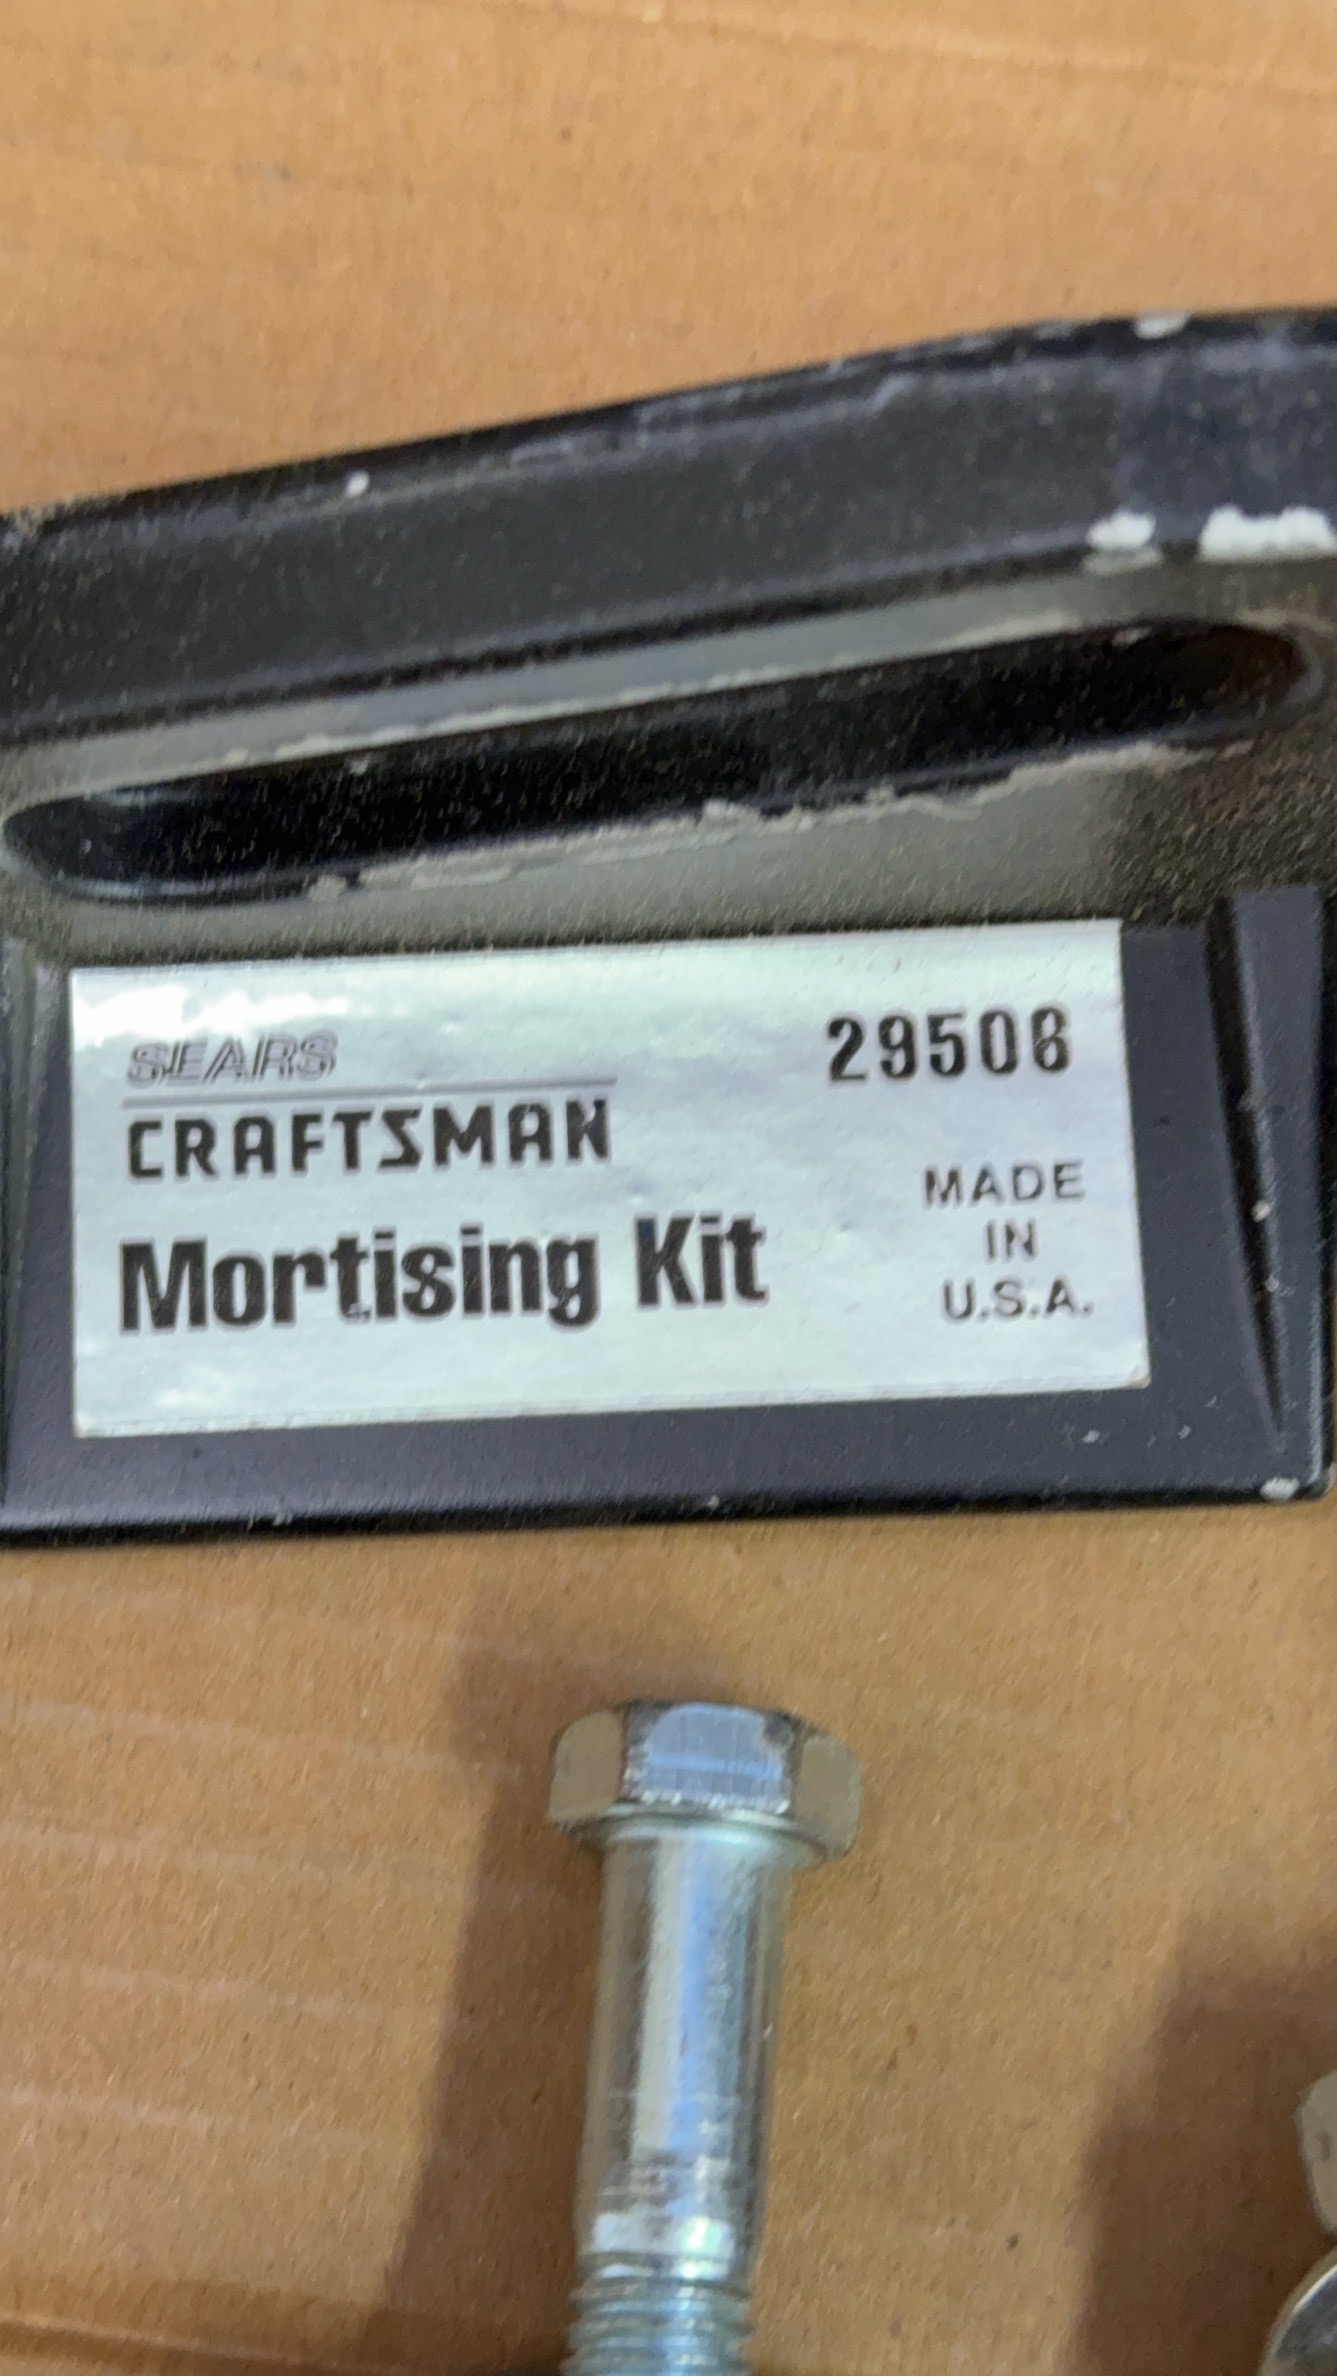 SEARS
CRAFTSMAN
Mortising Kit
29506
MADE
IN
U.S.A.